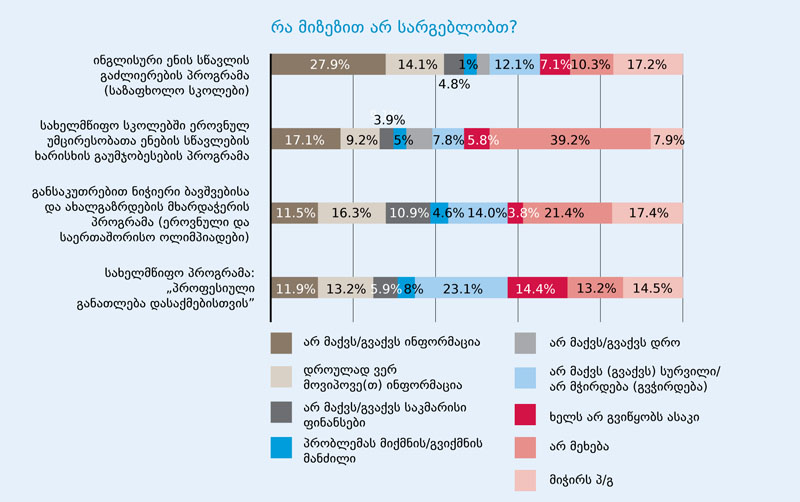 რა მიზეზით არ სარგებლობთ?
ინგლისური ენის სწავლის
გაძლიერების პროგრამა
(საზაფხოლო სკოლები)
27.9% 14.1% 1% 12.1% 7.1% 10.3% 17.2%
4.8%
3.9%
სახელმწიფო სკოლებში ეროვნულ
უმცირესობათა ენების სწავლების
ხარისხის გაუმჯობესების პროგრამა
17.1% 9.2% 5% 7.8% 5.8% 39.2% 7.9%
განსაკუთრებით ნიჭიერი ბავშვებისა
და ახალგაზრდების მხარდაჭერის
პროგრამა (ეროვნული და
საერთაშორისო ოლიმპიადები)
11.5% 16.3% 10.9% 4.6% 14.0% 3.8% 21.4% 17.4%
სახელმწიფო პროგრამა:
„პროფესიული
განათლება დასაქმებისთვის”
11.9% 13.2% 5.9% 8% 23.1% 14.4% 13.2% 14.5%
არ მაქვს/გვაქვს ინფორმაცია
დროულად ვერ
მოვიპოვე(თ) ინფორმაცია
არ მაქვს/გვაქვს საკმარისი
ფინანსები
პრობლემას მიქმნის/გვიქმნის
მანძილი
არ მაქვს/გვაქვს დრო
არ მაქვს (გვაქვს) სურვილი/
არ მჭირდება (გვჭირდება)
ხელს არ გვიწყობს ასაკი
არ მეხება
მიჭირს პ/გ